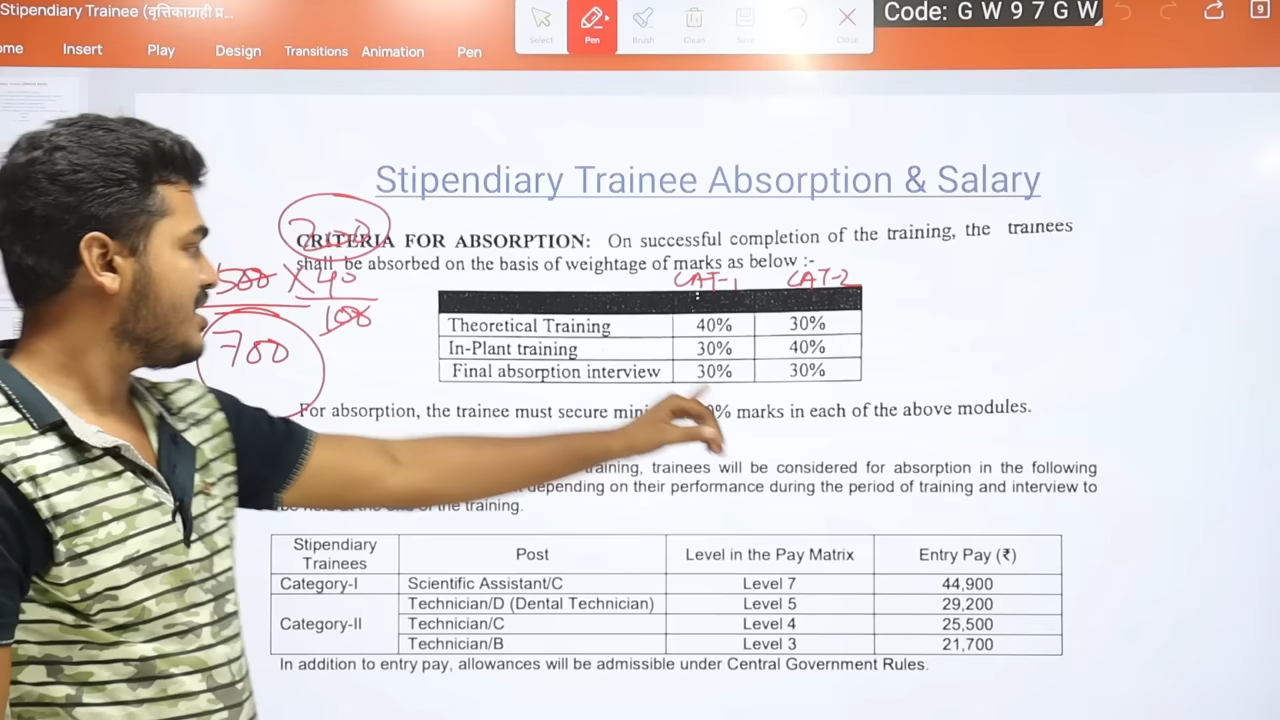 Stipendiary Trainee (वृत्तिकाग्राही प्र...
Code: G W 9 7 G W
9
ome Insert Play Design Transitions Animation Pen
Select Pen Brush Clean Save Close
Stipendiary Trainee Absorption & Salary
CRITERIA FOR ABSORPTION: On successful completion of the training, the trainees
shall be absorbed on the basis of weightage of marks as below :-
500 X 40
100
700
CAT-1 CAT-2
Theoretical Training 40% 30%
In-Plant training 30% 40%
Final absorption interview 30% 30%
For absorption, the trainee must secure % marks in each of the above modules.
training, trainees will be considered for absorption in the following
depending on their performance during the period of training and interview to
the training.
Stipendiary Trainees Post Level in the Pay Matrix Entry Pay (₹)
Category-I Scientific Assistant/C Level 7 44,900
Category-II Technician/D (Dental Technician) Level 5 29,200
Technician/C Level 4 25,500
Technician/B Level 3 21,700
In addition to entry pay, allowances will be admissible under Central Government Rules.